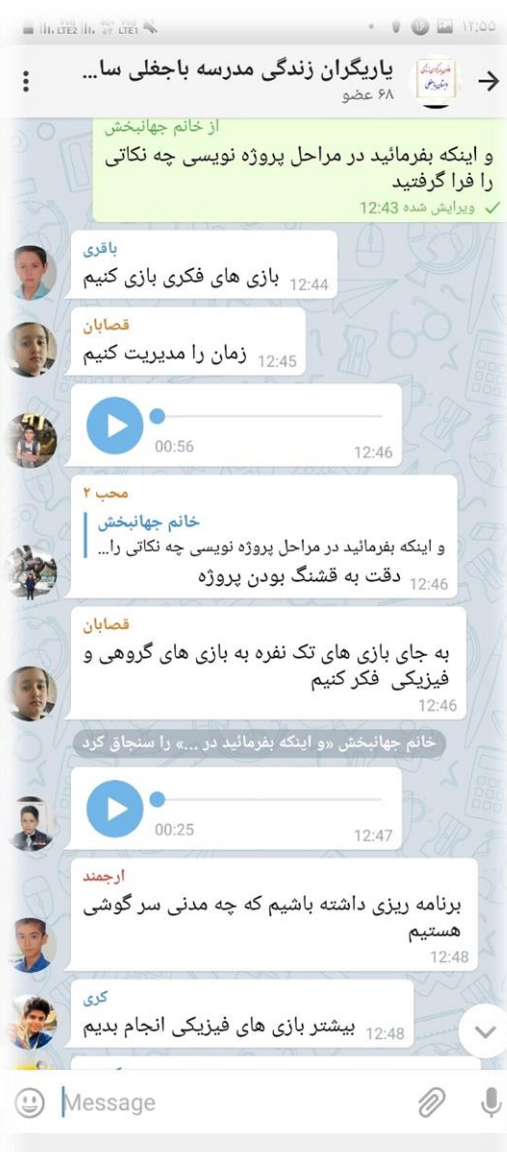 ۱۲,۵۵
یاریگران زندگی مدرسه باجغلی سا...
۶۸ عضو
از خانم جهانبخش
و اینکه بفرمائید در مراحل پروژه نویسی چه نکاتی
را فرا گرفتید
ویرایش شده 12:43
باقری
بازی های فکری بازی کنیم 12:44
قصابان
زمان را مدیریت کنیم 12:45
00:56 12:46
محب ۲
خانم جهانبخش
و اینکه بفرمائید در مراحل پروژه نویسی چه نکاتی را...
دقت به قشنگ بودن پروژه 12:46
قصابان
به جای بازی های تک نفره به بازی های گروهی و
فیزیکی فکر کنیم
12:46
خانم جهانبخش «و اینکه بفرمائید در ...» را سنجاق کرد
00:25 12:47
ارجمند
برنامه ریزی داشته باشیم که چه مدنی سر گوشی
هستیم
12:48
کری
بیشتر بازی های فیزیکی انجام بدیم 12:48
Message